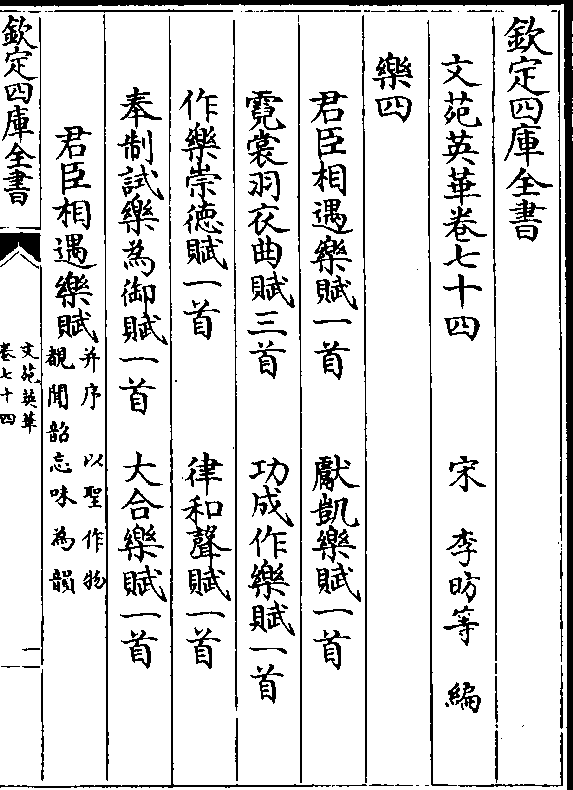 欽定四庫全書
文苑英華卷七十四
宋 李昉等 編
樂四
君臣相遇樂賦一首 獻凱樂賦一首
霓裳羽衣曲賦三首 功成作樂賦一首
作樂崇德賦一首 律和聲賦一首
奉制試樂為御賦一首 大合樂賦一首
君臣相遇樂賦
并序 以聖作物
覩聞韶忘味為韻
欽定四庫全書
文苑英華
卷七十四
一